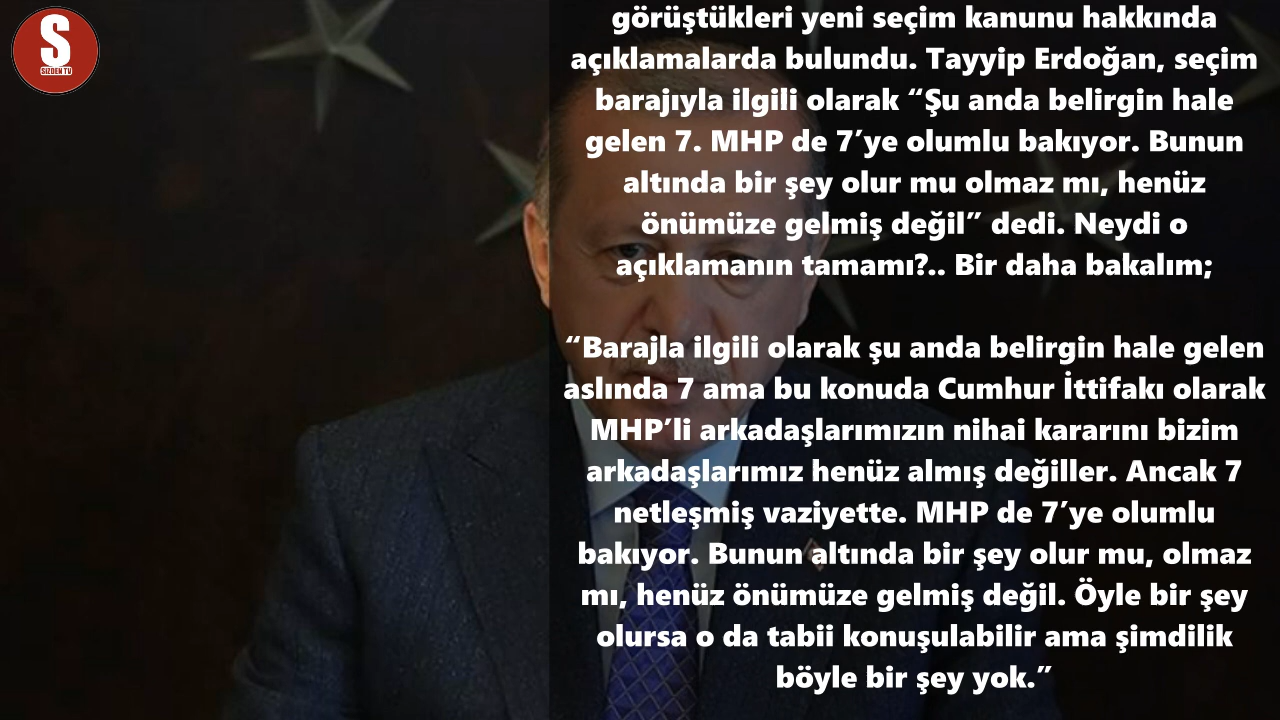 S
SİZDEN TV
görüştükleri yeni seçim kanunu hakkında
açıklamalarda bulundu. Tayyip Erdoğan, seçim
barajıyla ilgili olarak “Şu anda belirgin hale
gelen 7. MHP de 7’ye olumlu bakıyor. Bunun
altında bir şey olur mu olmaz mı, henüz
önümüze gelmiş değil” dedi. Neydi o
açıklamanın tamamı?.. Bir daha bakalım;
“Barajla ilgili olarak şu anda belirgin hale gelen
aslında 7 ama bu konuda Cumhur İttifakı olarak
MHP’li arkadaşlarımızın nihai kararını bizim
arkadaşlarımız henüz almış değiller. Ancak 7
netleşmiş vaziyette. MHP de 7’ye olumlu
bakıyor. Bunun altında bir şey olur mu, olmaz
mı, henüz önümüze gelmiş değil. Öyle bir şey
olursa o da tabii konuşulabilir ama şimdilik
böyle bir şey yok.”